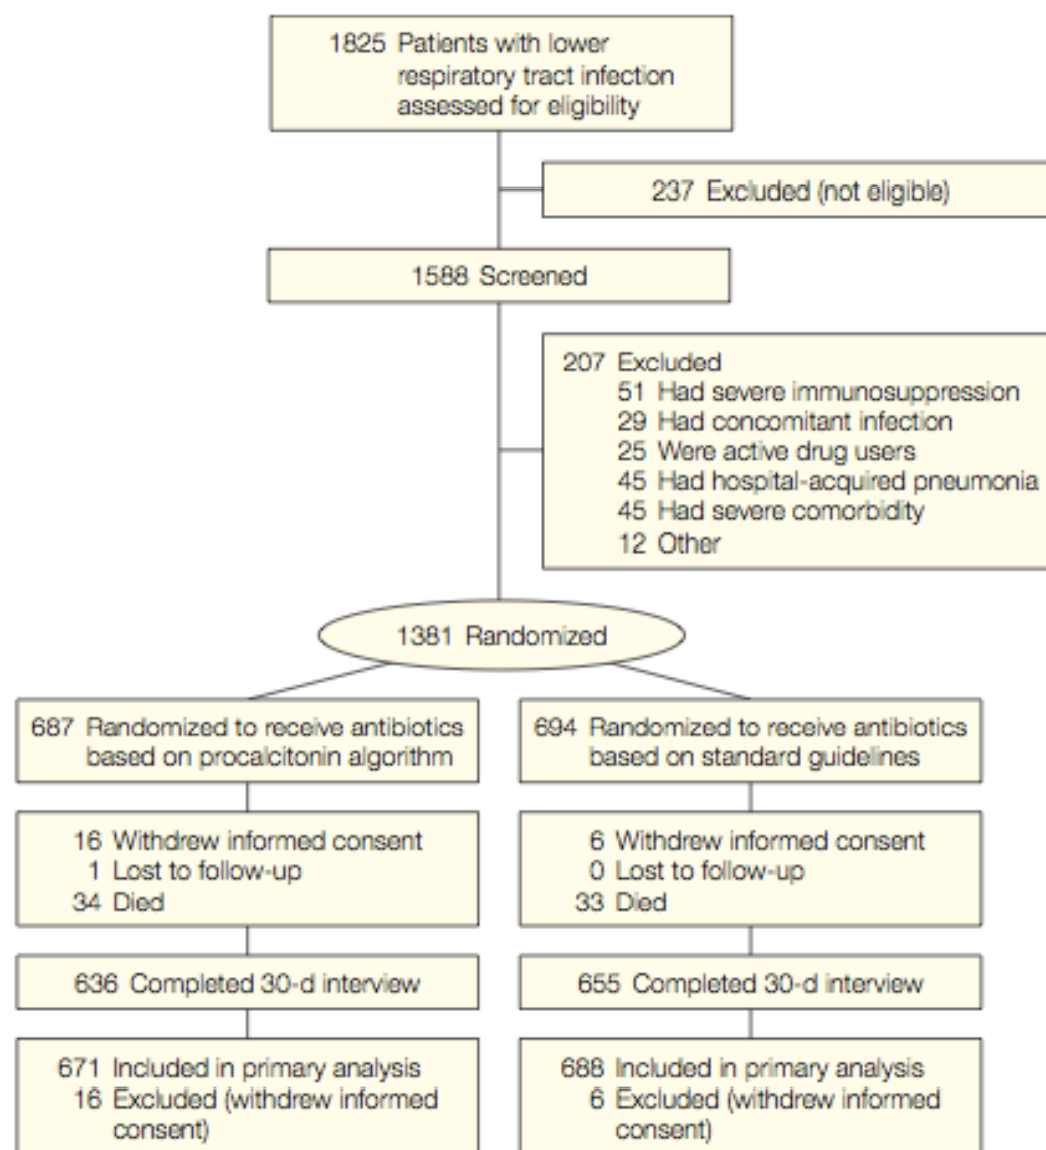 1825 Patients with lower
respiratory tract infection
assessed for eligibility
237 Excluded (not eligible)
1588 Screened
207 Excluded
51 Had severe immunosuppression
29 Had concomitant infection
25 Were active drug users
45 Had hospital-acquired pneumonia
45 Had severe comorbidity
12 Other
1381 Randomized
687 Randomized to receive antibiotics
based on procalcitonin algorithm
694 Randomized to receive antibiotics
based on standard guidelines
16 Withdrew informed consent
1 Lost to follow-up
34 Died
6 Withdrew informed consent
0 Lost to follow-up
33 Died
636 Completed 30-d interview
655 Completed 30-d interview
671 Included in primary analysis
16 Excluded (withdrew informed
consent)
688 Included in primary analysis
6 Excluded (withdrew informed
consent)